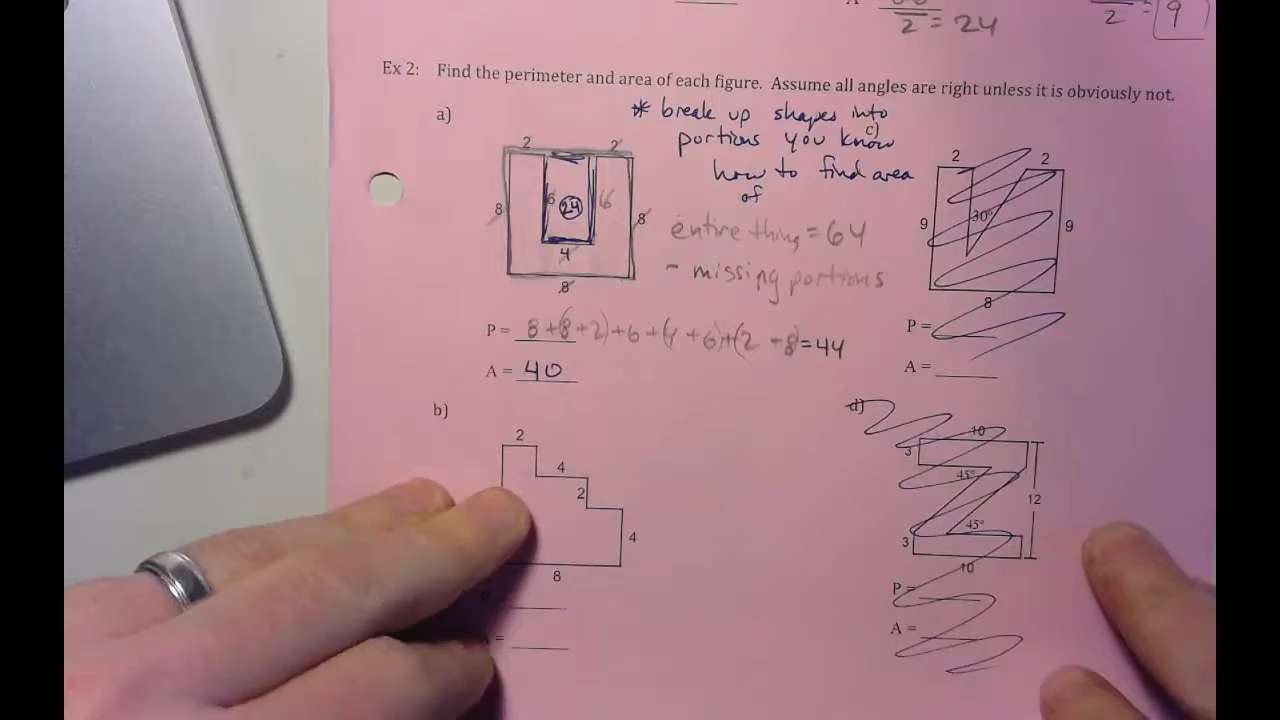 2 = 24
2 = 9
Ex 2: Find the perimeter and area of each figure. Assume all angles are right unless it is obviously not.
a)
* break up shapes into
portions you know
how to find area
of
2 2
8 6 24 6 8
4
8
entire thing = 64
- missing portions
P = 8 + (8 + 2) + 6 + (4 + 6) + (2 + 8) = 44
A = 40
c)
2 2
9 30° 9
8
P =
A =
b)
2
4
2
4
8
A =
d)
10
3
45°
12
45°
3
10
P =
A =